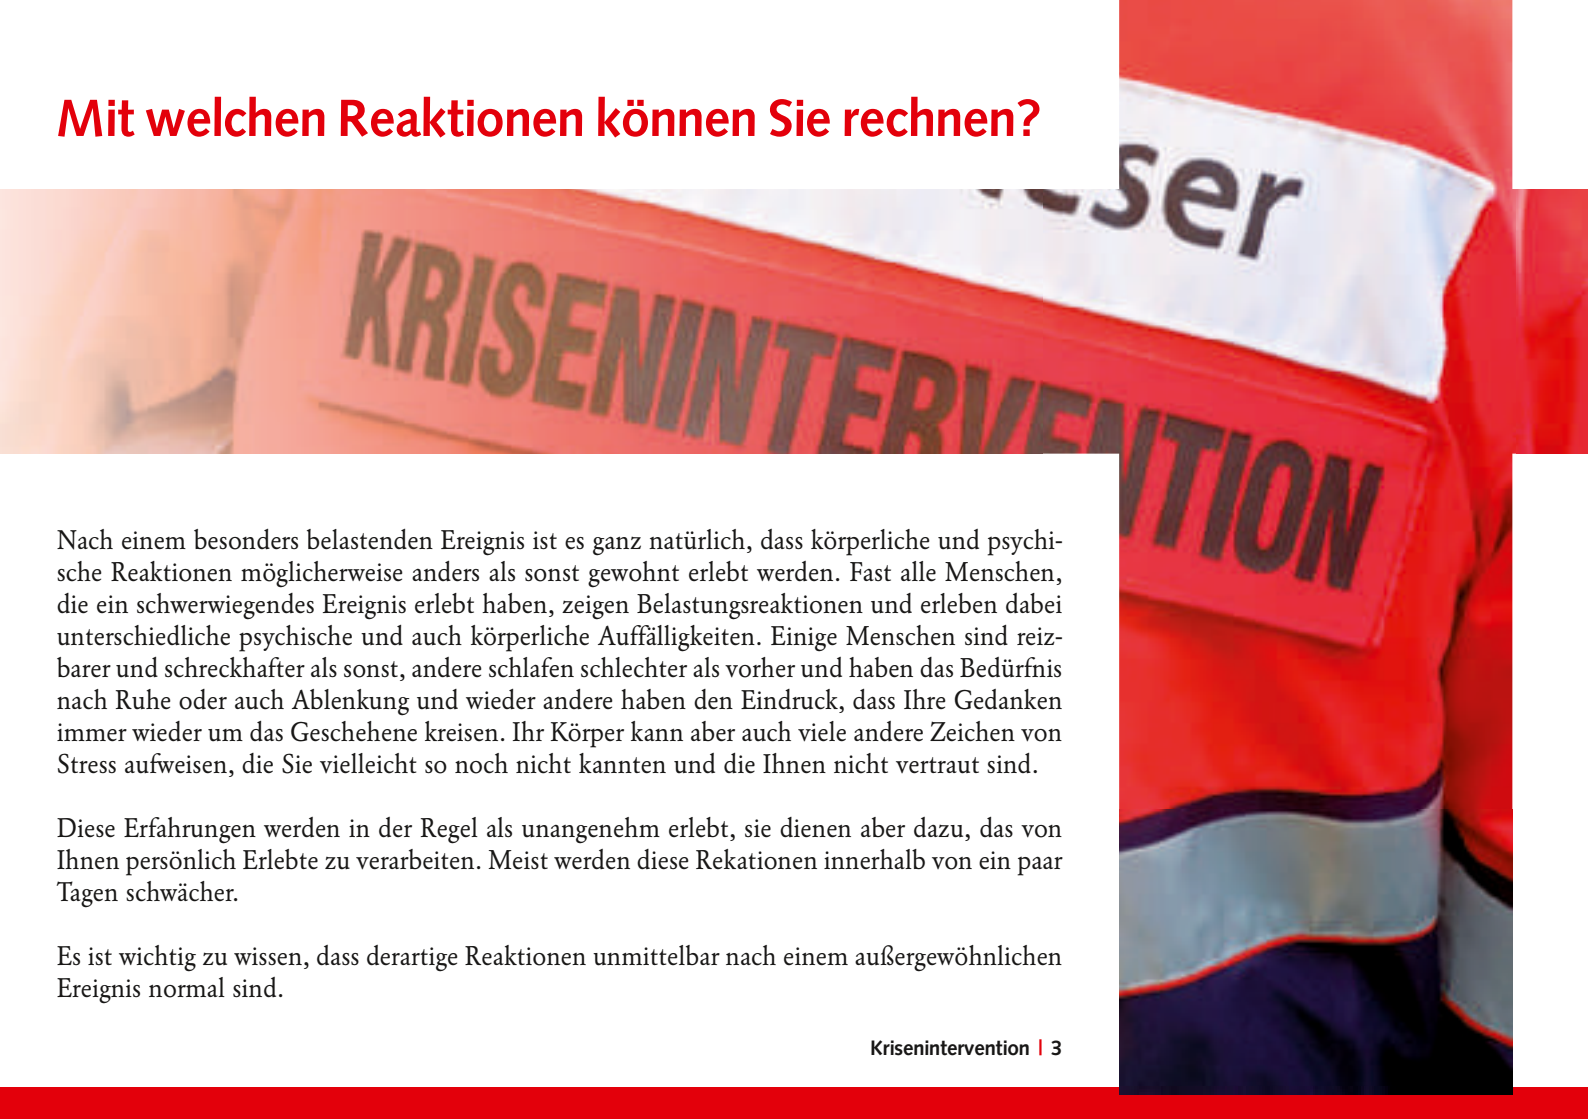 Mit welchen Reaktionen können Sie rechnen?
eser
KRISENINTERVENTION
Nach einem besonders belastenden Ereignis ist es ganz natürlich, dass körperliche und psychi-
sche Reaktionen möglicherweise anders als sonst gewohnt erlebt werden. Fast alle Menschen,
die ein schwerwiegendes Ereignis erlebt haben, zeigen Belastungsreaktionen und erleben dabei
unterschiedliche psychische und auch körperliche Auffälligkeiten. Einige Menschen sind reiz-
barer und schreckhafter als sonst, andere schlafen schlechter als vorher und haben das Bedürfnis
nach Ruhe oder auch Ablenkung und wieder andere haben den Eindruck, dass Ihre Gedanken
immer wieder um das Geschehene kreisen. Ihr Körper kann aber auch viele andere Zeichen von
Stress aufweisen, die Sie vielleicht so noch nicht kannten und die Ihnen nicht vertraut sind.
Diese Erfahrungen werden in der Regel als unangenehm erlebt, sie dienen aber dazu, das von
Ihnen persönlich Erlebte zu verarbeiten. Meist werden diese Rekationen innerhalb von ein paar
Tagen schwächer.
Es ist wichtig zu wissen, dass derartige Reaktionen unmittelbar nach einem außergewöhnlichen
Ereignis normal sind.
Krisenintervention | 3